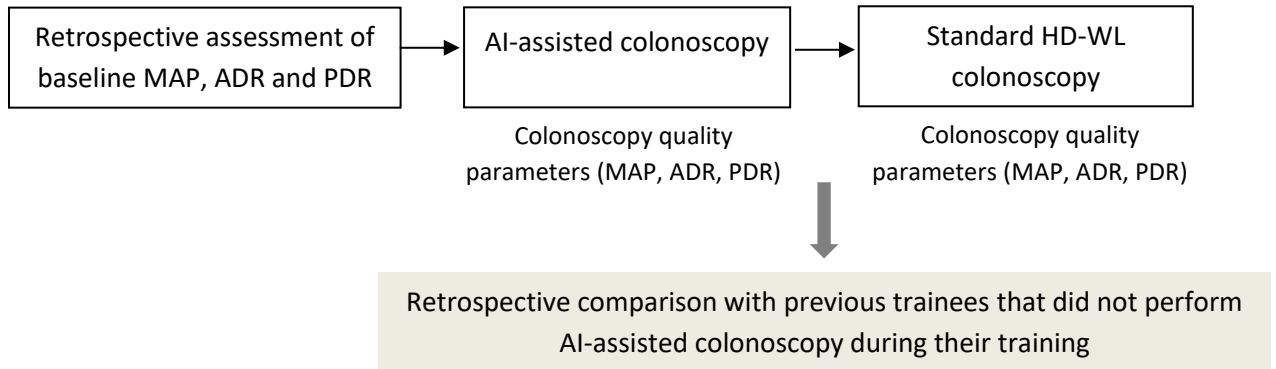 Retrospective assessment of
baseline MAP, ADR and PDR
AI-assisted colonoscopy
Standard HD-WL
colonoscopy
Colonoscopy quality
parameters (MAP, ADR, PDR)
Colonoscopy quality
parameters (MAP, ADR, PDR)
Retrospective comparison with previous trainees that did not perform
AI-assisted colonoscopy during their training